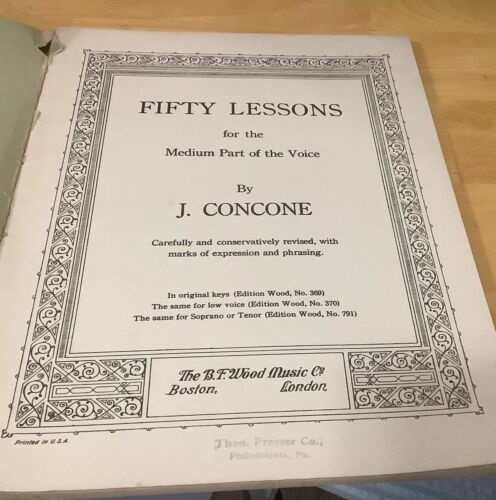 FIFTY LESSONS
for the
Medium Part of the Voice
By
J. CONCONE
Carefully and conservatively revised, with
marks of expression and phrasing.
In original keys (Edition Wood, No. 369)
The same for low voice (Edition Wood, No. 370)
The same for Soprano or Tenor (Edition Wood, No. 791)
The B.F. Wood Music Co.
Boston, London.
Printed in U.S.A.
Theo. Presser Co.,
Philadelphia, Pa.